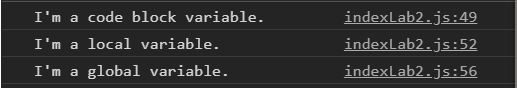 I'm a code block variable. indexLab2.js:49
I'm a local variable. indexLab2.js:52
I'm a global variable. indexLab2.js:56